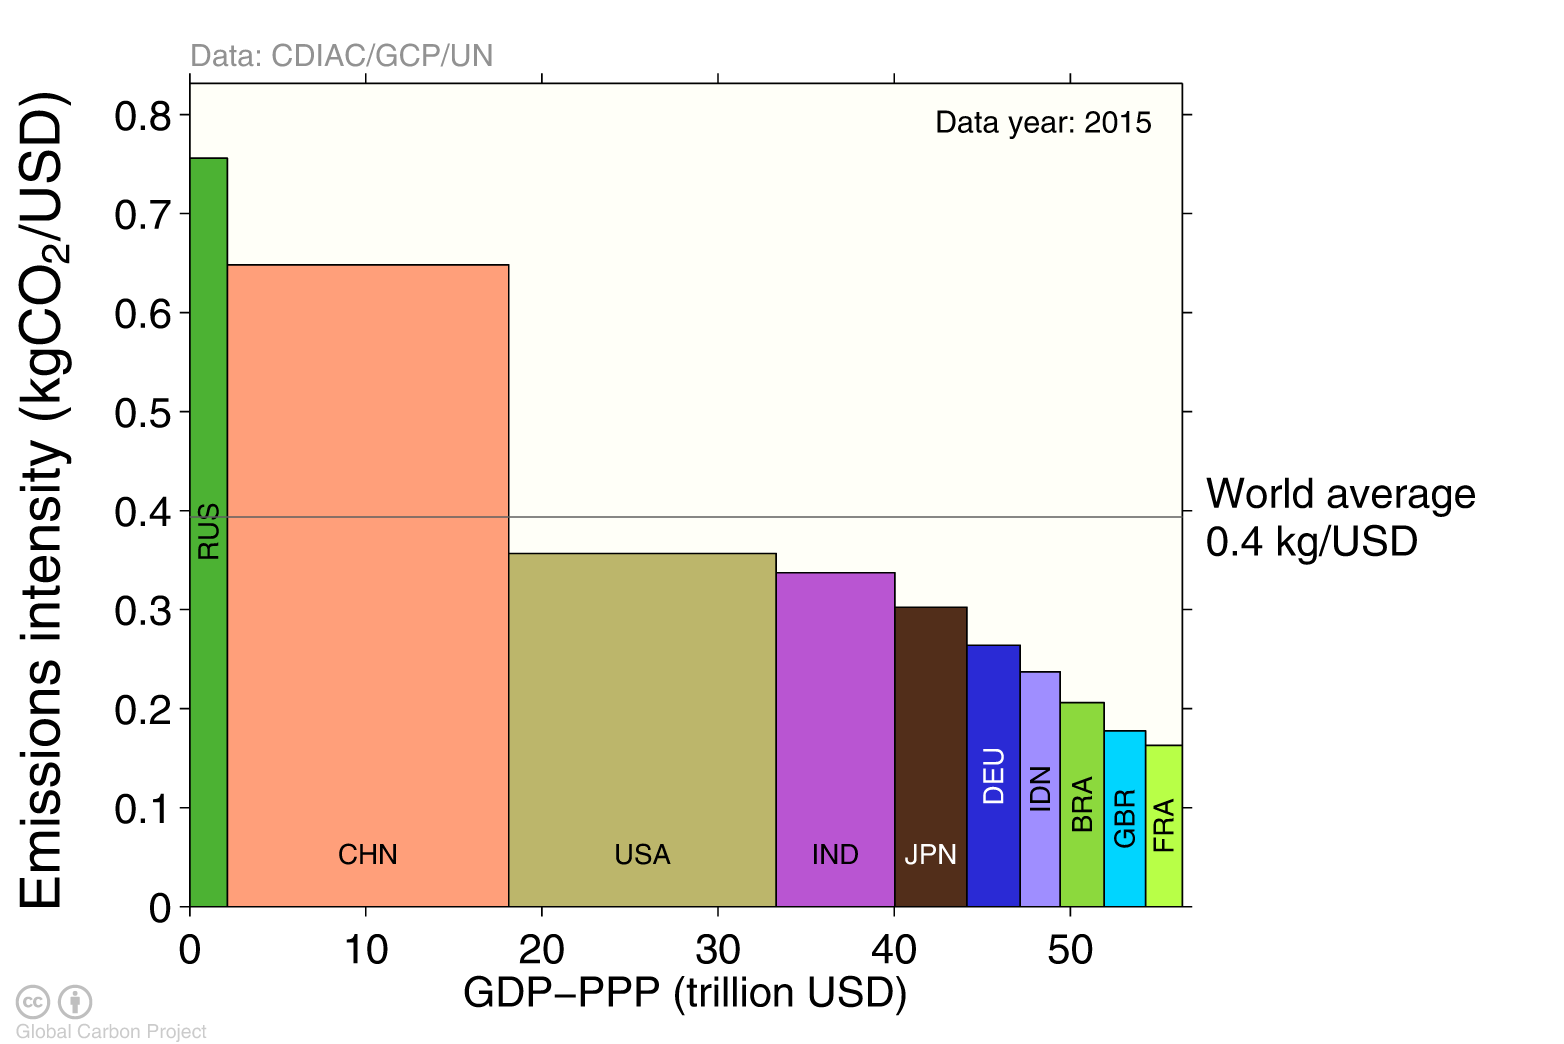 Data: CDIAC/GCP/UN
Data year: 2015
Emissions intensity (kgCO₂/USD)
0.8
0.7
0.6
0.5
0.4
0.3
0.2
0.1
0
World average
0.4 kg/USD
RUS
CHN
USA
IND
JPN
DEU
IDN
BRA
GBR
FRA
0 10 20 30 40 50
GDP−PPP (trillion USD)
cc
Global Carbon Project